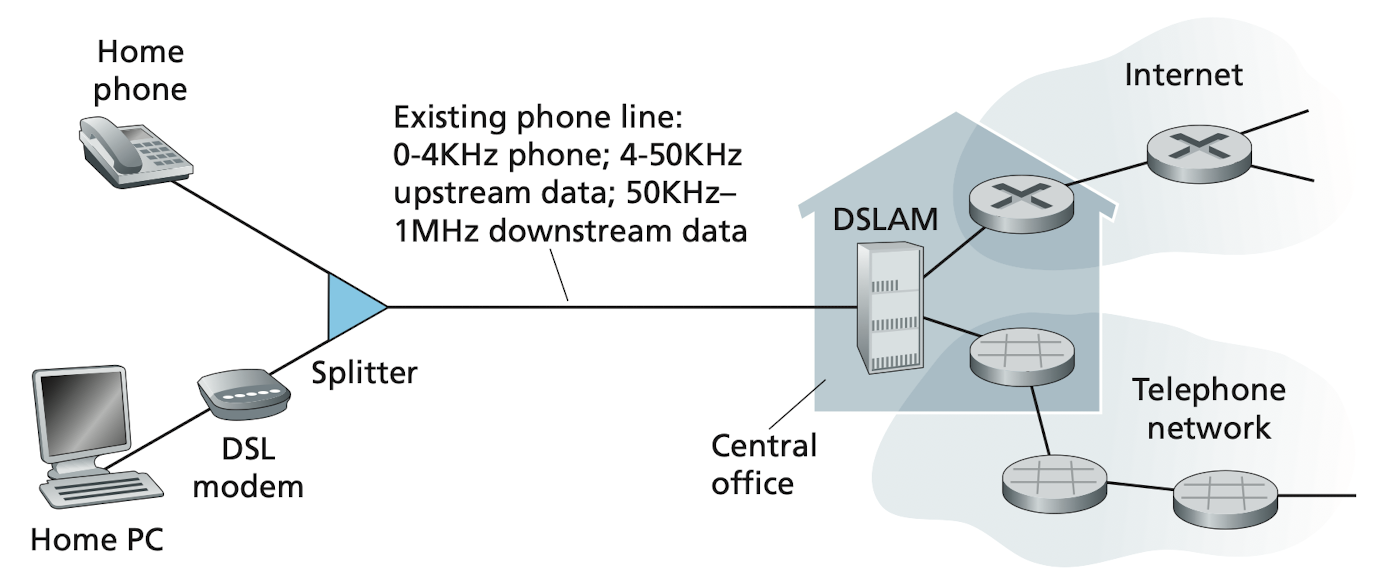 Home
phone
Existing phone line:
0-4KHz phone; 4-50KHz
upstream data; 50KHz–
1MHz downstream data
Internet
DSLAM
Splitter
DSL
modem
Home PC
Central
office
Telephone
network